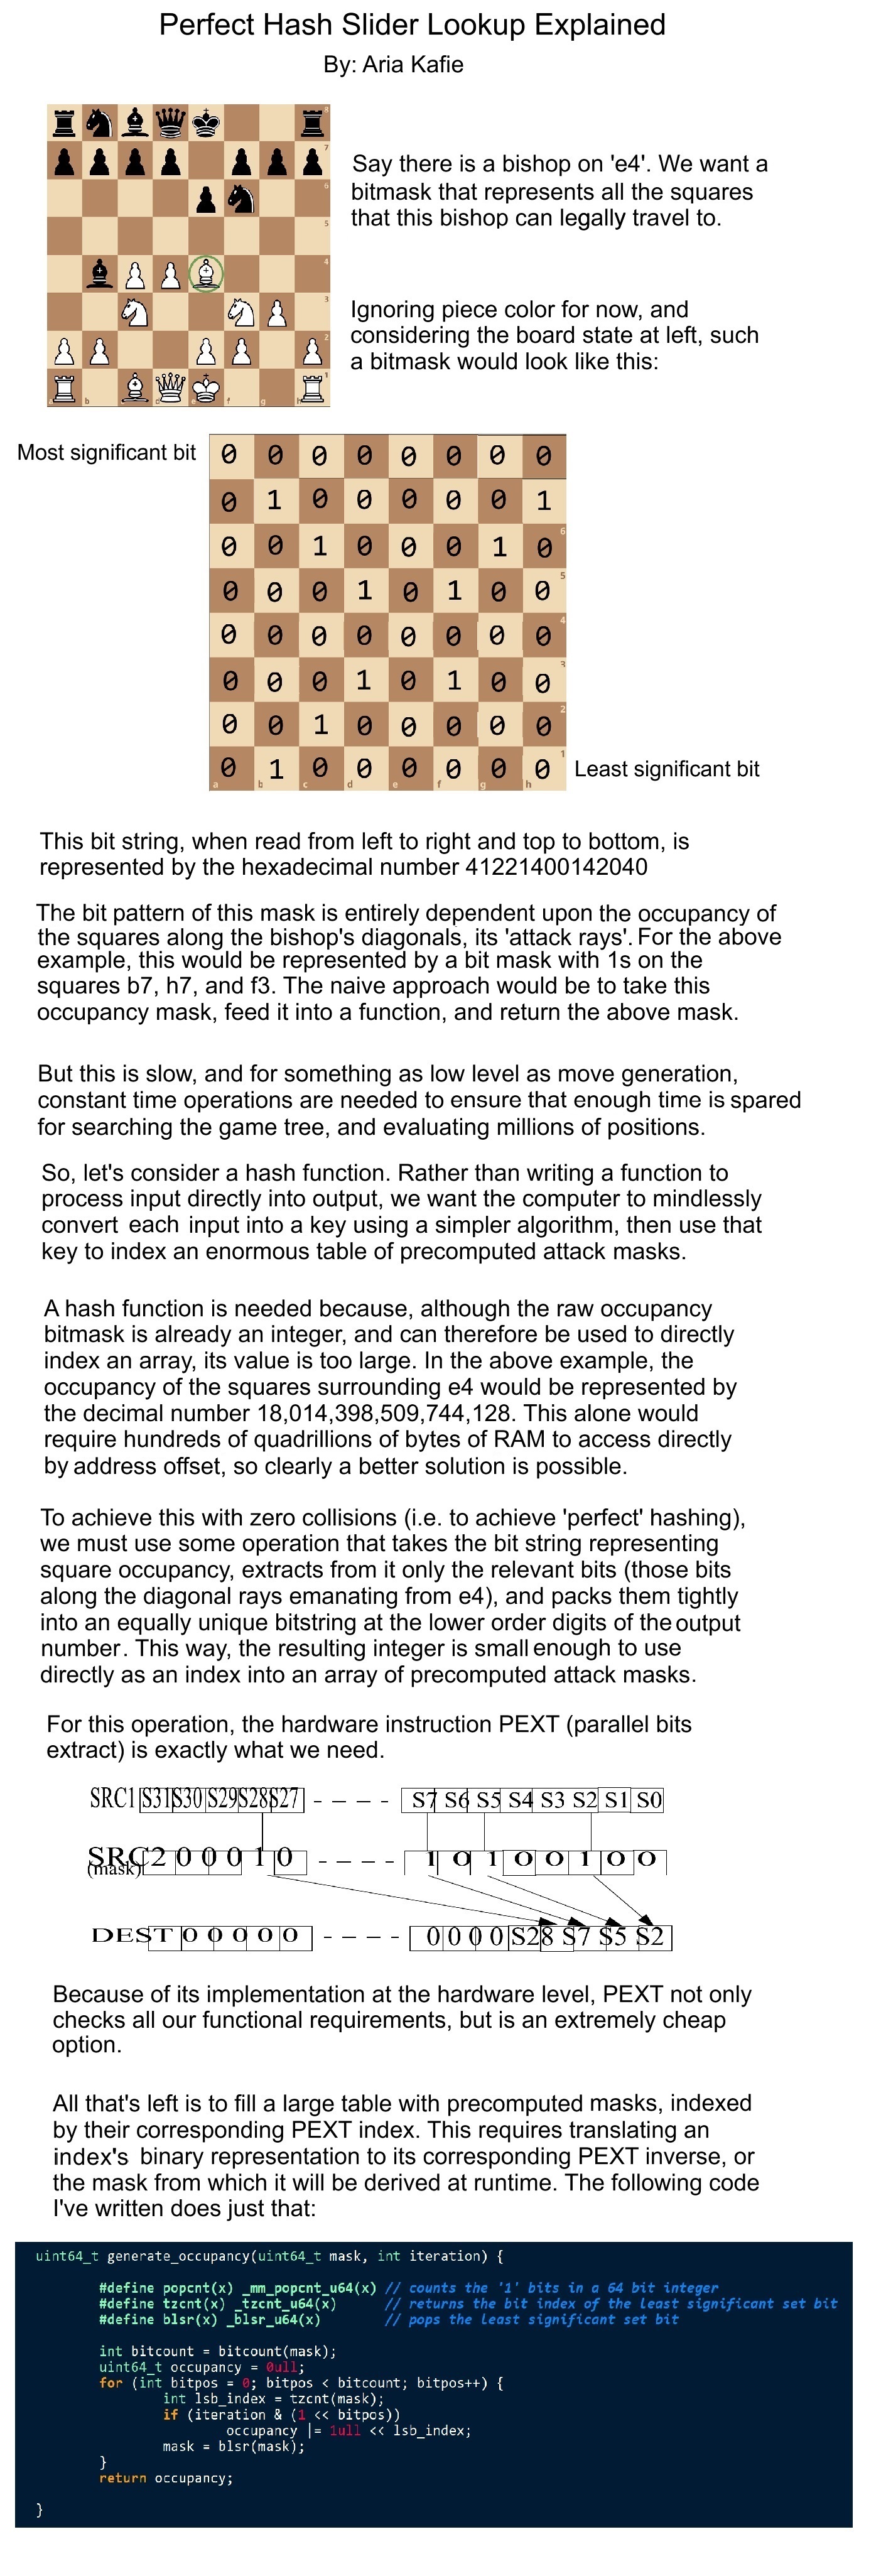 Perfect Hash Slider Lookup Explained
By: Aria Kafie
8
7
6
5
4
3
2
1
b
d
e
f
g
h
Say there is a bishop on 'e4'. We want a
bitmask that represents all the squares
that this bishop can legally travel to.
Ignoring piece color for now, and
considering the board state at left, such
a bitmask would look like this:
Most significant bit
0 0 0 0 0 0 0 0
0 1 0 0 0 0 0 1
0 0 1 0 0 0 1 0 6
0 0 0 1 0 1 0 0 5
0 0 0 0 0 0 0 0 4
0 0 0 1 0 1 0 0 3
0 0 1 0 0 0 0 0 2
0 1 0 0 0 0 0 0 1
a b c d e f g h
Least significant bit
This bit string, when read from left to right and top to bottom, is
represented by the hexadecimal number 41221400142040
The bit pattern of this mask is entirely dependent upon the occupancy of
the squares along the bishop's diagonals, its 'attack rays'. For the above
example, this would be represented by a bit mask with 1s on the
squares b7, h7, and f3. The naive approach would be to take this
occupancy mask, feed it into a function, and return the above mask.
But this is slow, and for something as low level as move generation,
constant time operations are needed to ensure that enough time is spared
for searching the game tree, and evaluating millions of positions.
So, let's consider a hash function. Rather than writing a function to
process input directly into output, we want the computer to mindlessly
convert each input into a key using a simpler algorithm, then use that
key to index an enormous table of precomputed attack masks.
A hash function is needed because, although the raw occupancy
bitmask is already an integer, and can therefore be used to directly
index an array, its value is too large. In the above example, the
occupancy of the squares surrounding e4 would be represented by
the decimal number 18,014,398,509,744,128. This alone would
require hundreds of quadrillions of bytes of RAM to access directly
by address offset, so clearly a better solution is possible.
To achieve this with zero collisions (i.e. to achieve 'perfect' hashing),
we must use some operation that takes the bit string representing
square occupancy, extracts from it only the relevant bits (those bits
along the diagonal rays emanating from e4), and packs them tightly
into an equally unique bitstring at the lower order digits of the output
number. This way, the resulting integer is small enough to use
directly as an index into an array of precomputed attack masks.
For this operation, the hardware instruction PEXT (parallel bits
extract) is exactly what we need.
SRC1 S31 S30 S29 S28 S27 - - - - S7 S6 S5 S4 S3 S2 S1 S0
SRC2 0 0 0 1 0 - - - - 1 0 1 0 0 1 0 0
(mask)
DEST 0 0 0 0 0 - - - - 0 0 0 0 S28 S7 S5 S2
Because of its implementation at the hardware level, PEXT not only
checks all our functional requirements, but is an extremely cheap
option.
All that's left is to fill a large table with precomputed masks, indexed
by their corresponding PEXT index. This requires translating an
index's binary representation to its corresponding PEXT inverse, or
the mask from which it will be derived at runtime. The following code
I've written does just that:
uint64_t generate_occupancy(uint64_t mask, int iteration) {
#define popcnt(x) _mm_popcnt_u64(x) // counts the '1' bits in a 64 bit integer
#define tzcnt(x) _tzcnt_u64(x) // returns the bit index of the least significant set bit
#define blsr(x) _blsr_u64(x) // pops the least significant set bit
int bitcount = bitcount(mask);
uint64_t occupancy = 0ull;
for (int bitpos = 0; bitpos < bitcount; bitpos++) {
int lsb_index = tzcnt(mask);
if (iteration & (1 << bitpos))
occupancy |= 1ull << lsb_index;
mask = blsr(mask);
}
return occupancy;
}